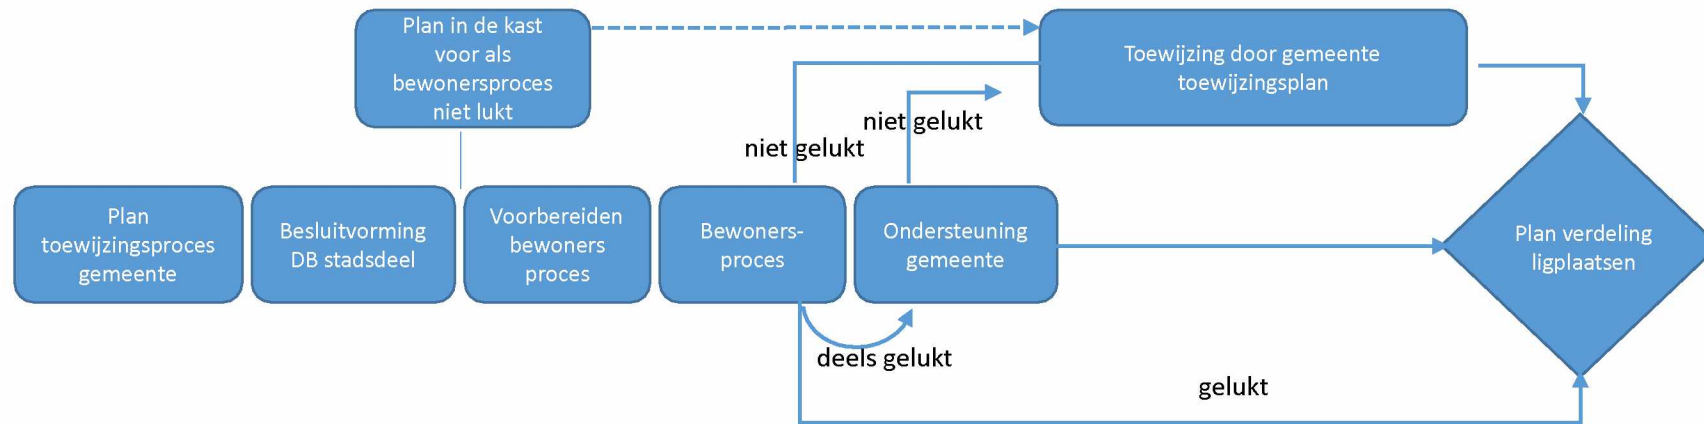 Plan in de kast
voor als
bewonersproces
niet lukt
Toewijzing door gemeente
toewijzingsplan
niet gelukt
niet gelukt
Plan
toewijzingsproces
gemeente
Besluitvorming
DB stadsdeel
Voorbereiden
bewoners
proces
Bewoners-
proces
Ondersteuning
gemeente
Plan verdeling
ligplaatsen
deels gelukt
gelukt